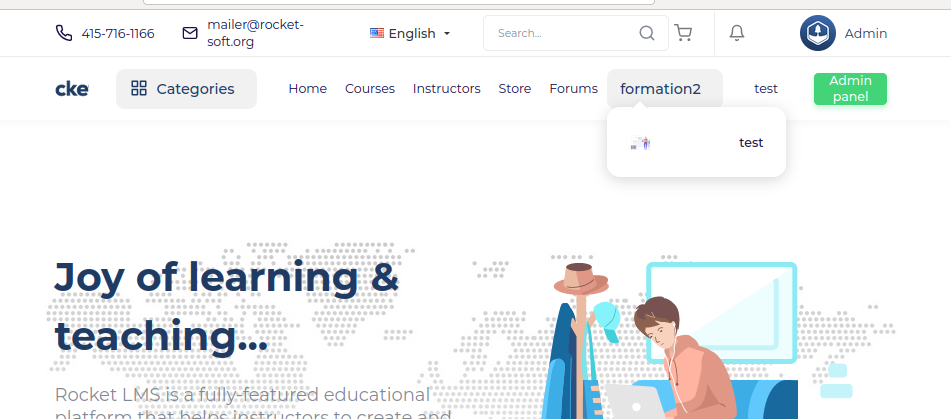 415-716-1166
mailer@rocket-
soft.org
English
Search...
Admin
cke
Categories
Home
Courses
Instructors
Store
Forums
formation2
test
Admin
panel
test
Joy of learning &
teaching...
Rocket LMS is a fully-featured educational
platform that helps instructors to create and